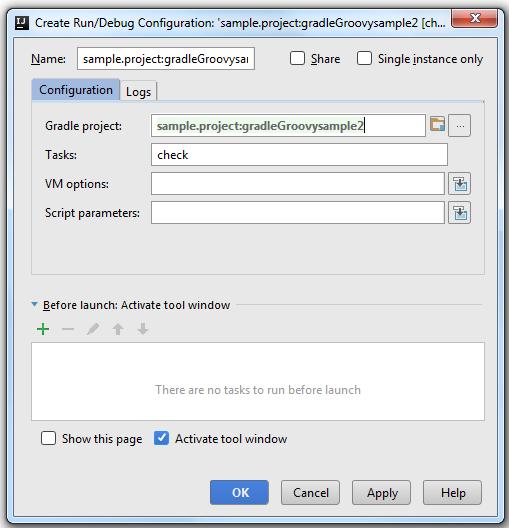 Create Run/Debug Configuration: 'sample.project:gradleGroovysample2 [ch...
Name: sample.project:gradleGroovysar Share Single instance only
Configuration Logs
Gradle project: sample.project:gradleGroovysample2 ...
Tasks: check
VM options:
Script parameters:
Before launch: Activate tool window
There are no tasks to run before launch
Show this page Activate tool window
OK Cancel Apply Help